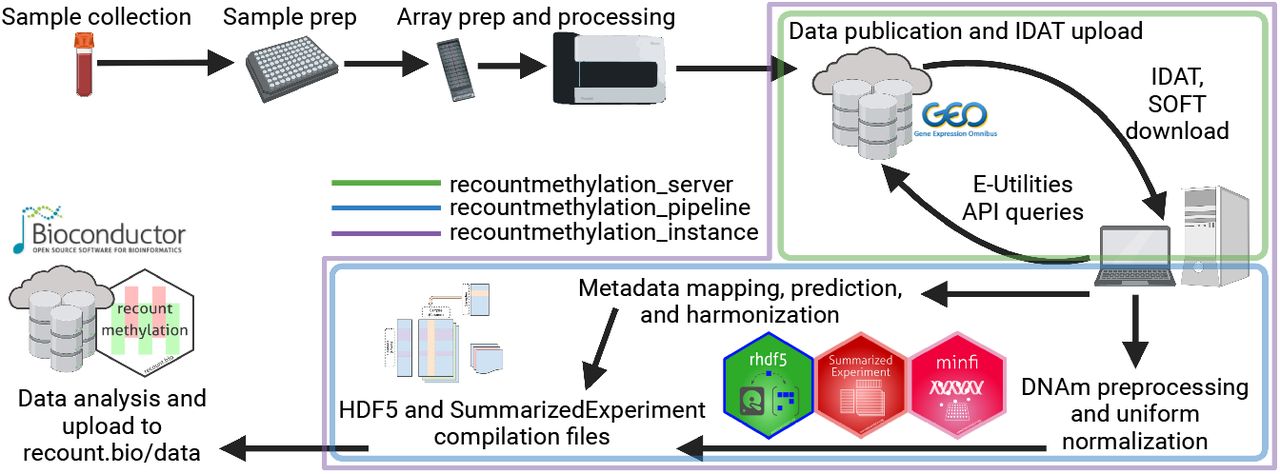 Sample collection
Sample prep
Array prep and processing
Data publication and IDAT upload
GEO
Gene Expression Omnibus
IDAT,
SOFT
download
E-Utilities
API queries
recountmethylation_server
recountmethylation_pipeline
recountmethylation_instance
Bioconductor
OPEN SOURCE SOFTWARE FOR BIOINFORMATICS
recount
methylation
recount.bio
Data analysis and
upload to
recount.bio/data
Metadata mapping, prediction,
and harmonization
rhdf5
Summarized
Experiment
minfi
HDF5 and SummarizedExperiment
compilation files
DNAm preprocessing
and uniform
normalization